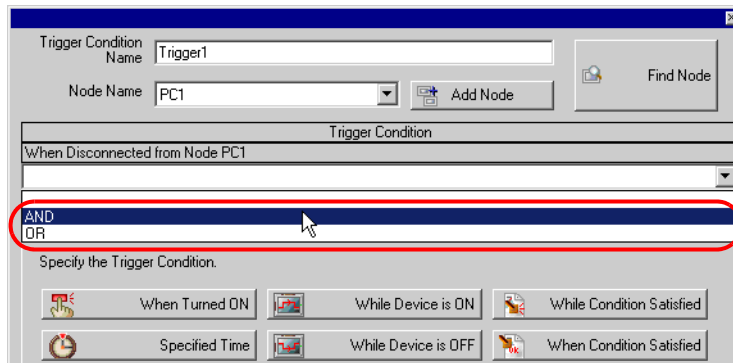 Trigger Condition
Name
Trigger1
Find Node
Node Name
PC1
Add Node
Trigger Condition
When Disconnected from Node PC1
AND
OR
Specify the Trigger Condition.
When Turned ON
While Device is ON
While Condition Satisfied
Specified Time
While Device is OFF
When Condition Satisfied